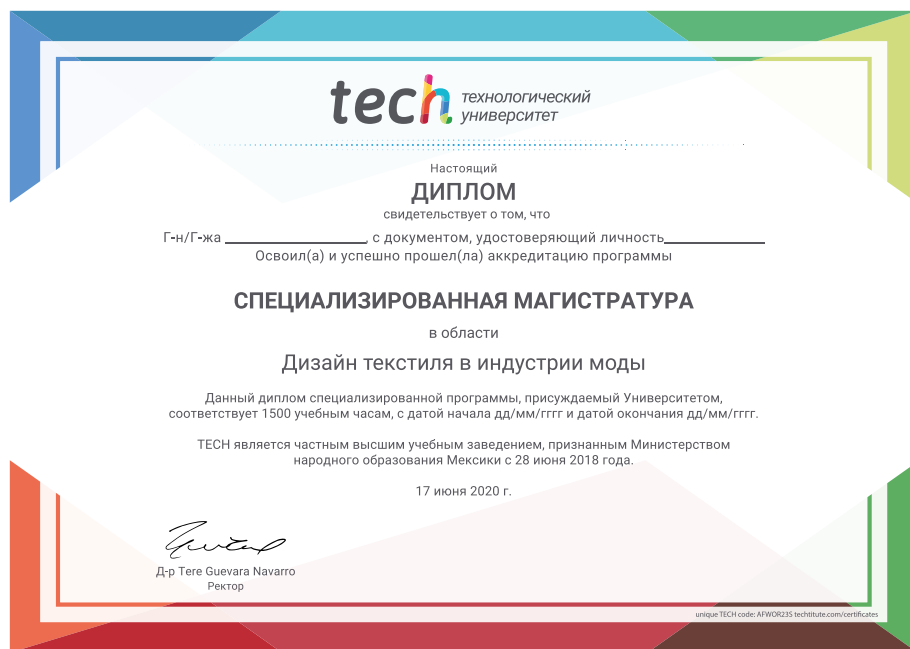 tech технологический
университет
Настоящий
ДИПЛОМ
свидетельствует о том, что
Г-н/Г-жа , с документом, удостоверяющий личность
Освоил(а) и успешно прошел(ла) аккредитацию программы
СПЕЦИАЛИЗИРОВАННАЯ МАГИСТРАТУРА
в области
Дизайн текстиля в индустрии моды
Данный диплом специализированной программы, присуждаемый Университетом,
соответствует 1500 учебным часам, с датой начала дд/мм/гггг и датой окончания дд/мм/гггг.
TECH является частным высшим учебным заведением, признанным Министерством
народного образования Мексики с 28 июня 2018 года.
17 июня 2020 г.
Д-р Tere Guevara Navarro
Ректор
unique TECH code: AFWOR23S techtitute.com/certificates